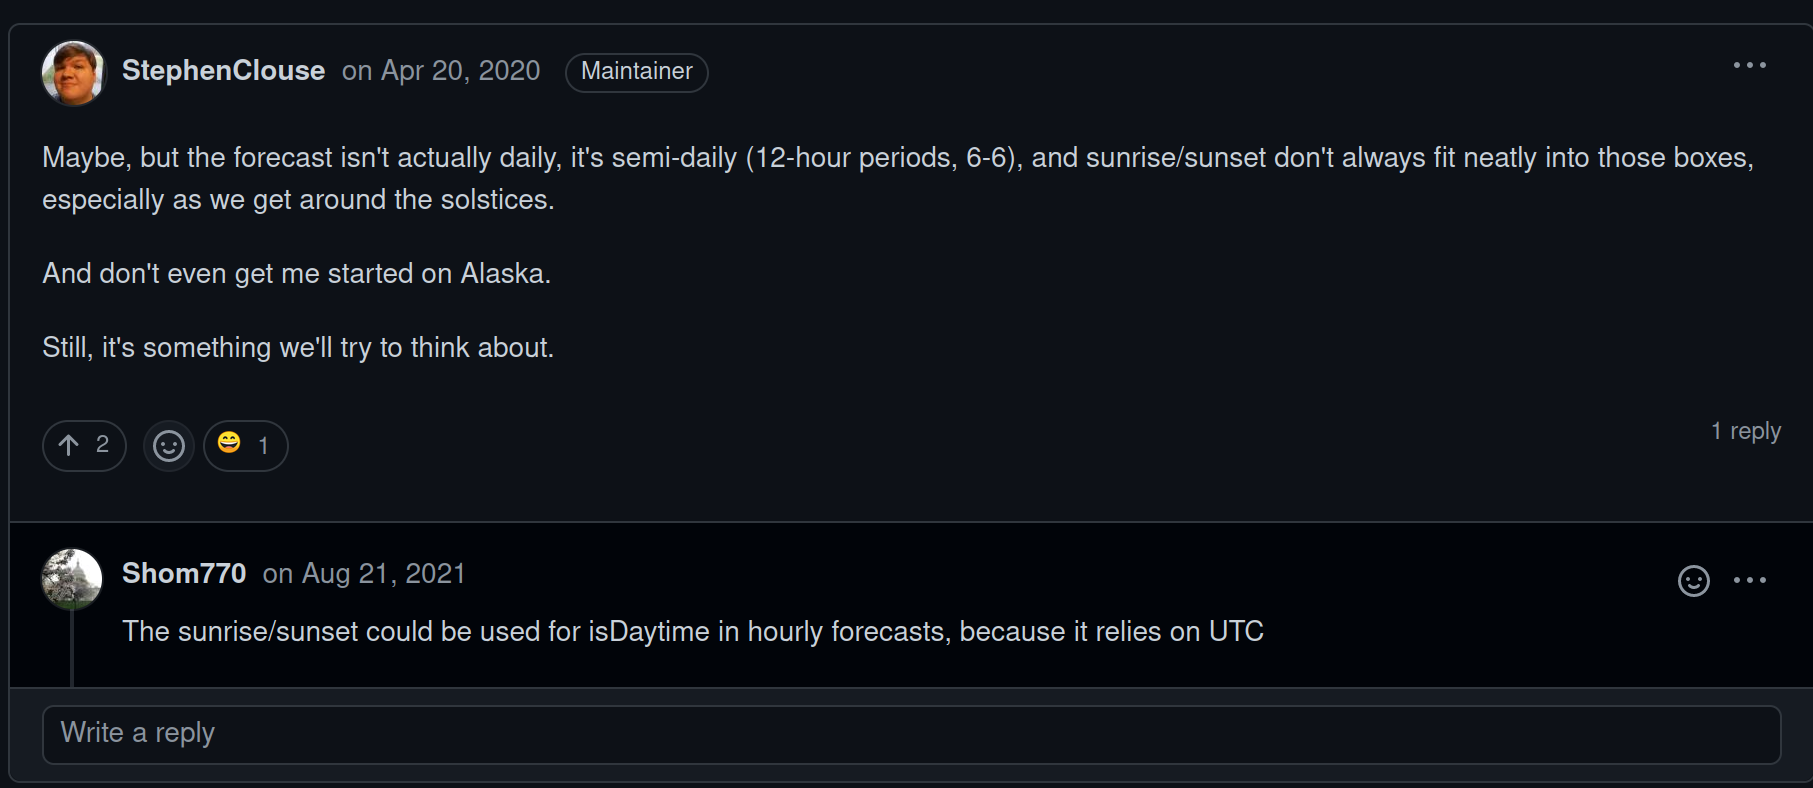 StephenClouse on Apr 20, 2020 Maintainer
Maybe, but the forecast isn't actually daily, it's semi-daily (12-hour periods, 6-6), and sunrise/sunset don't always fit neatly into those boxes,
especially as we get around the solstices.
And don't even get me started on Alaska.
Still, it's something we'll try to think about.
2 😄 1
1 reply
Shom770 on Aug 21, 2021
The sunrise/sunset could be used for isDaytime in hourly forecasts, because it relies on UTC
Write a reply